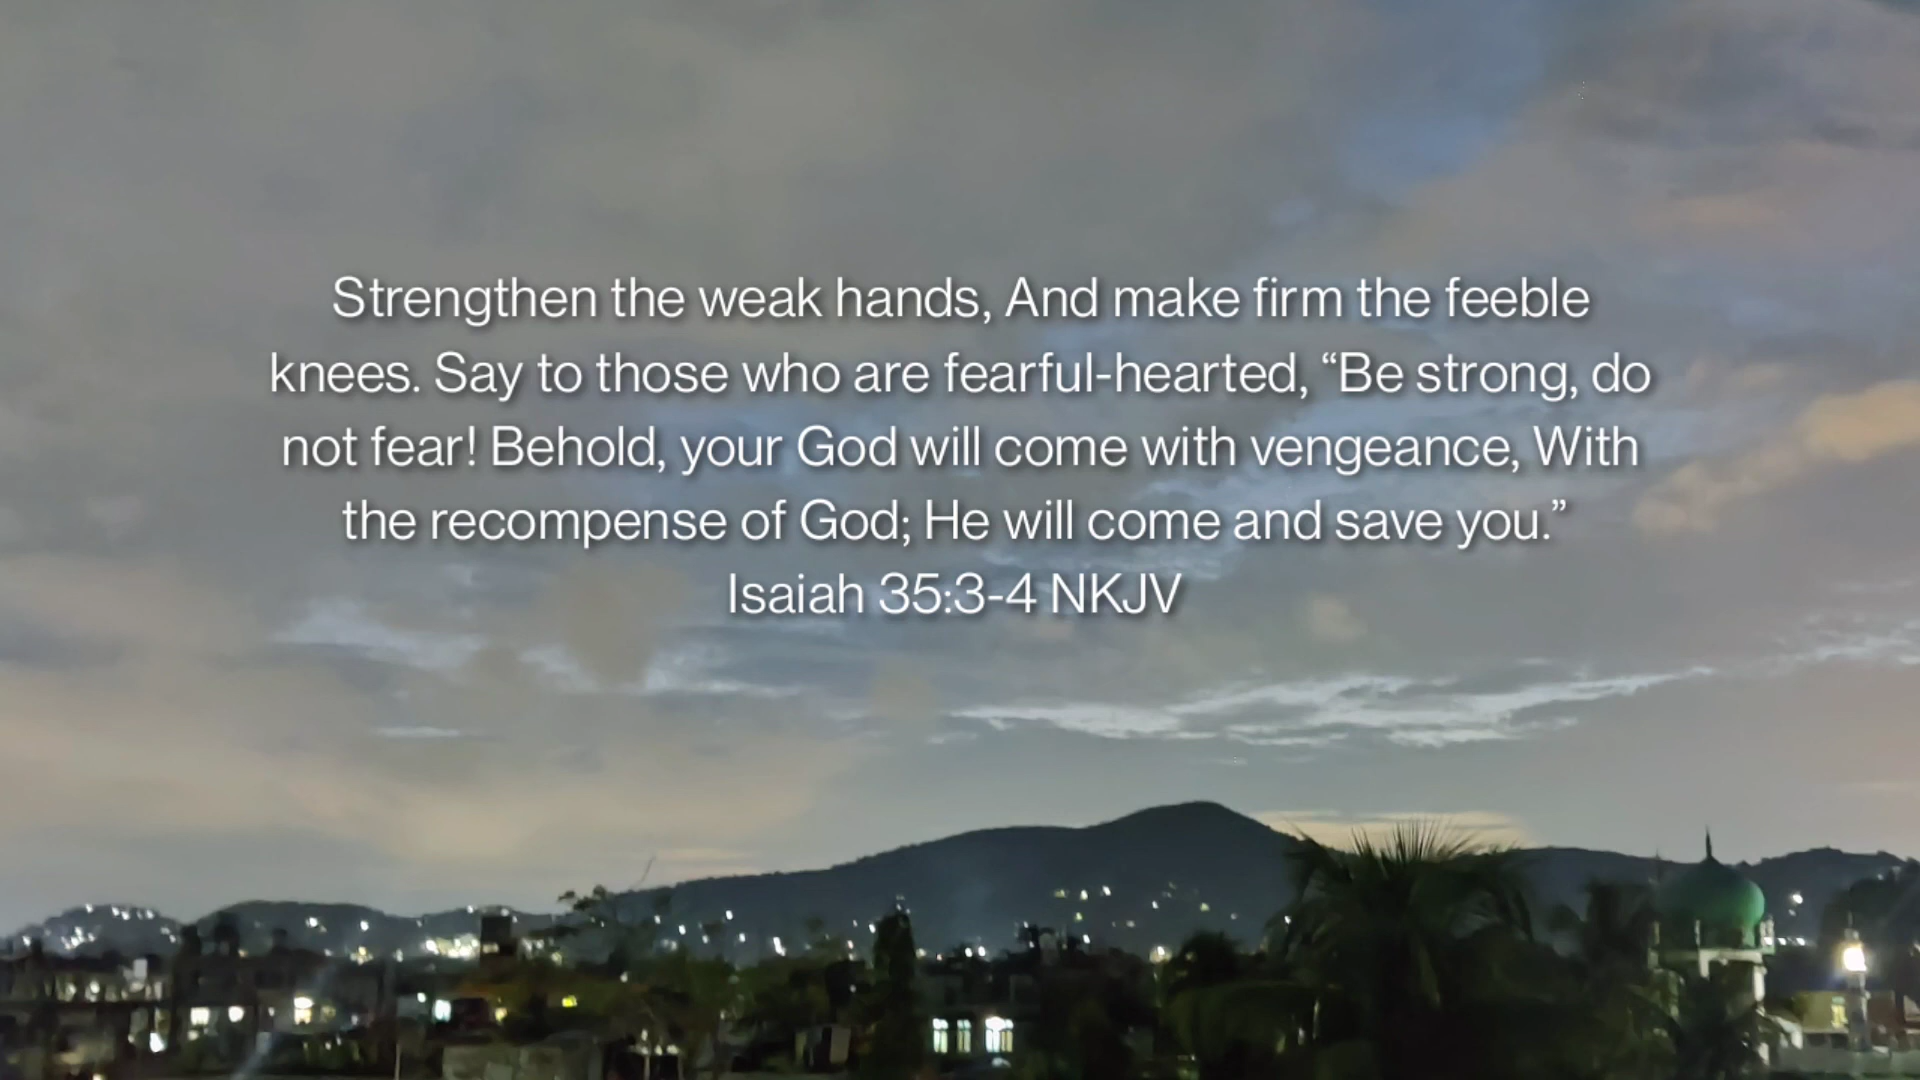 Strengthen the weak hands, And make firm the feeble
knees. Say to those who are fearful-hearted, “Be strong, do
not fear! Behold, your God will come with vengeance, With
the recompense of God; He will come and save you.”
Isaiah 35:3-4 NKJV